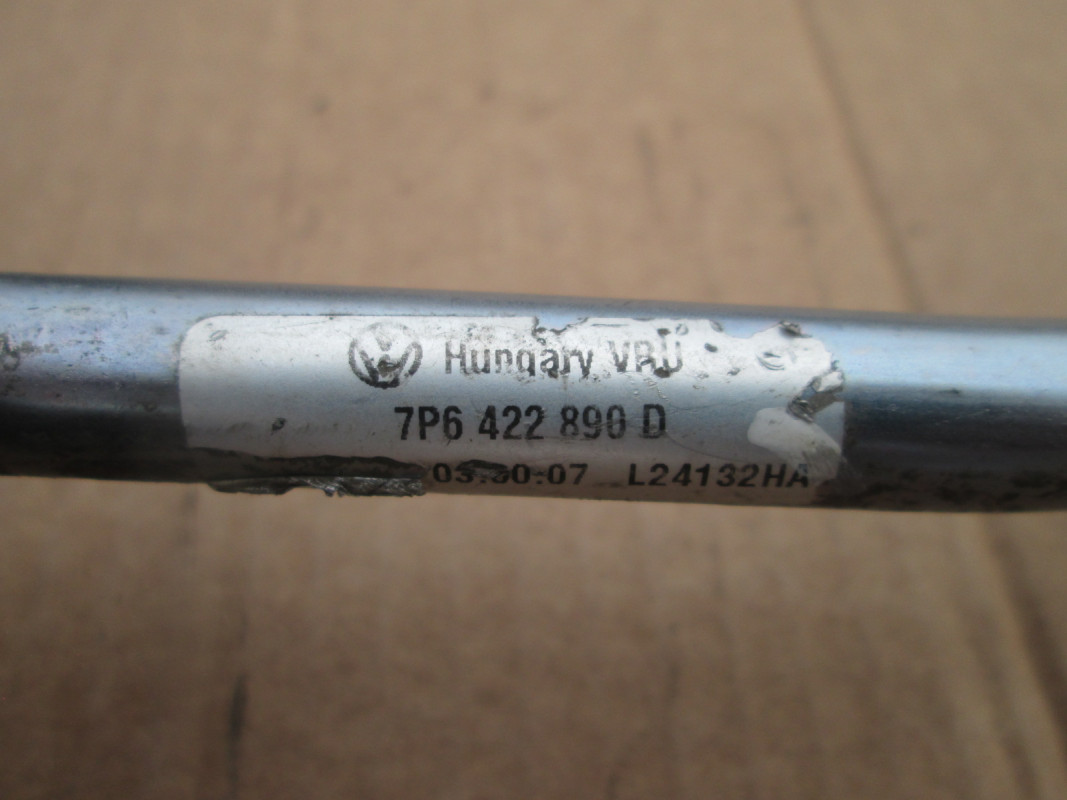 Hungary VRU
7P6 422 890 D
L24132HA